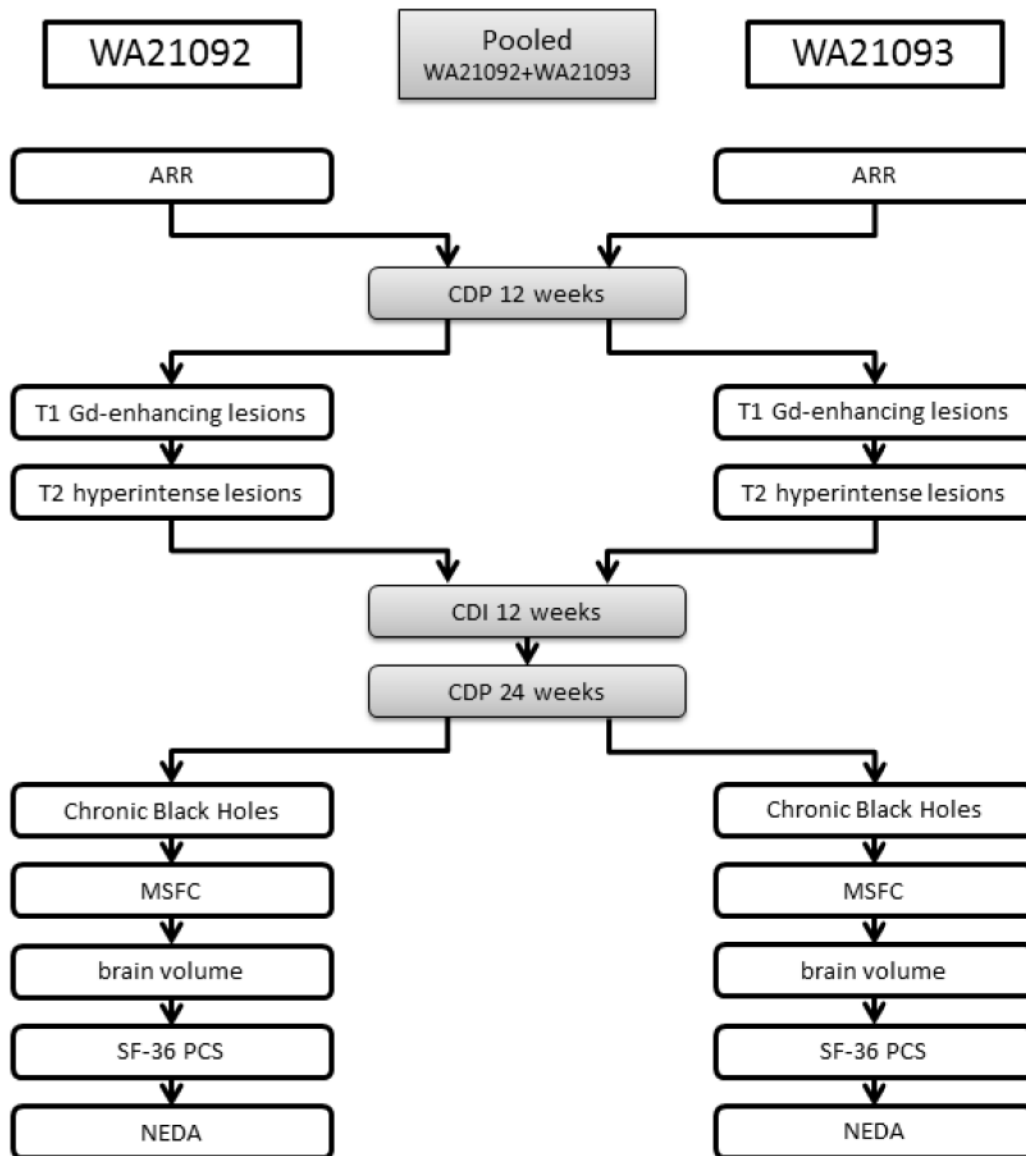 WA21092
Pooled
WA21092+WA21093
WA21093
ARR
ARR
CDP 12 weeks
T1 Gd-enhancing lesions
T1 Gd-enhancing lesions
T2 hyperintense lesions
T2 hyperintense lesions
CDI 12 weeks
CDP 24 weeks
Chronic Black Holes
Chronic Black Holes
MSFC
MSFC
brain volume
brain volume
SF-36 PCS
SF-36 PCS
NEDA
NEDA